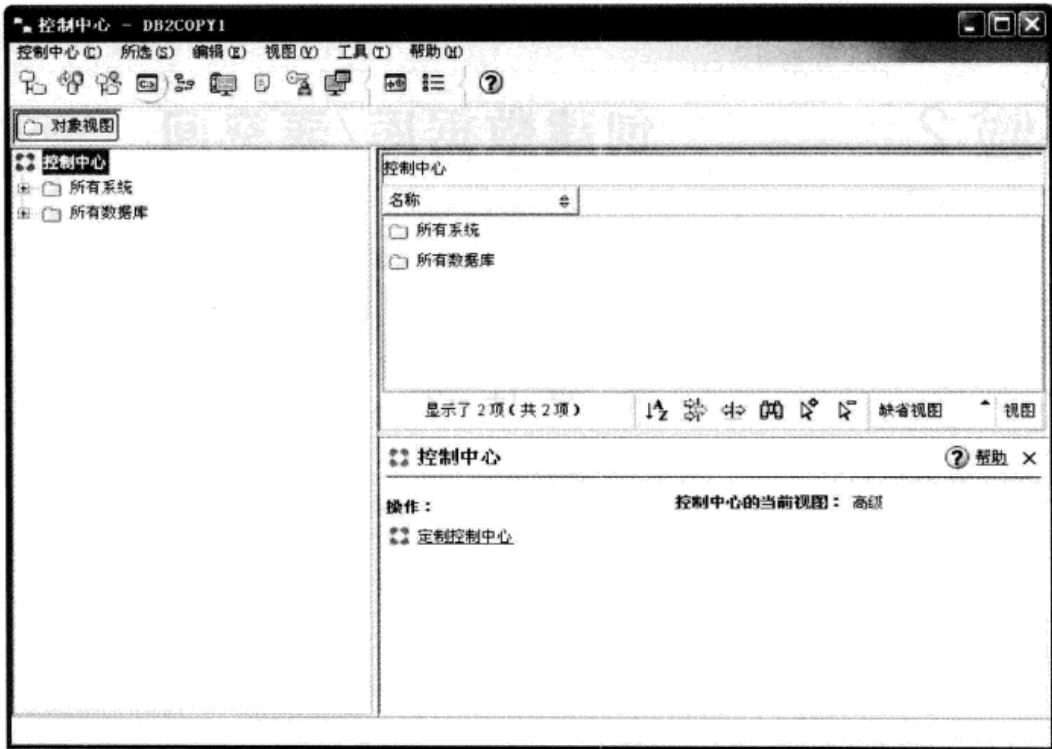 控制中心 - DB2COPY1
控制中心(C) 所选(S) 编辑(E) 视图(V) 工具(T) 帮助(H)
对象视图
控制中心
所有系统
所有数据库
控制中心
名称
所有系统
所有数据库
显示了 2 项(共 2 项)
缺省视图
视图
控制中心
帮助
操作:
控制中心的当前视图: 高级
定制控制中心